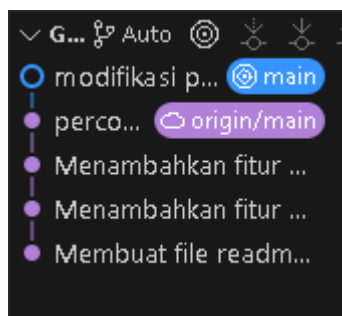 G... Auto
modifikasi p... main
perco... origin/main
Menambahkan fitur ...
Menambahkan fitur ...
Membuat file readm...